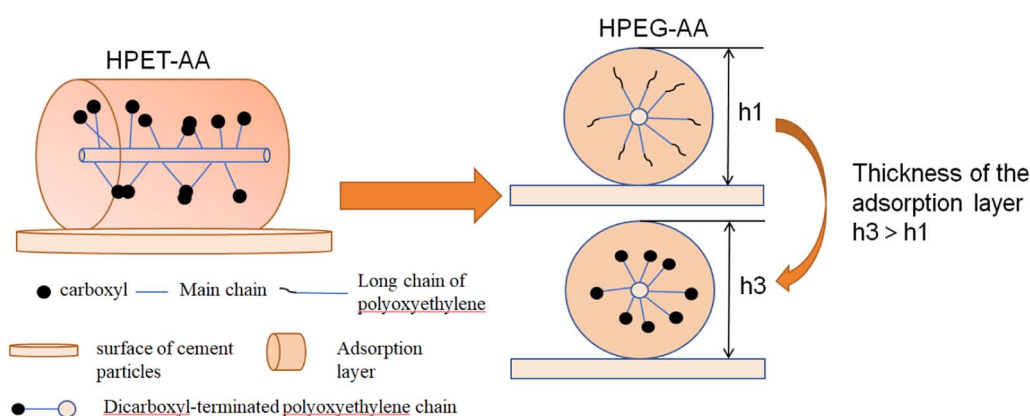 HPET-AA
HPEG-AA
h1
Thickness of the
adsorption layer
h3 > h1
h3
carboxyl
Main chain
Long chain of
polyoxyethylene
surface of cement
particles
Adsorption
layer
Dicarboxyl-terminated polyoxyethylene chain